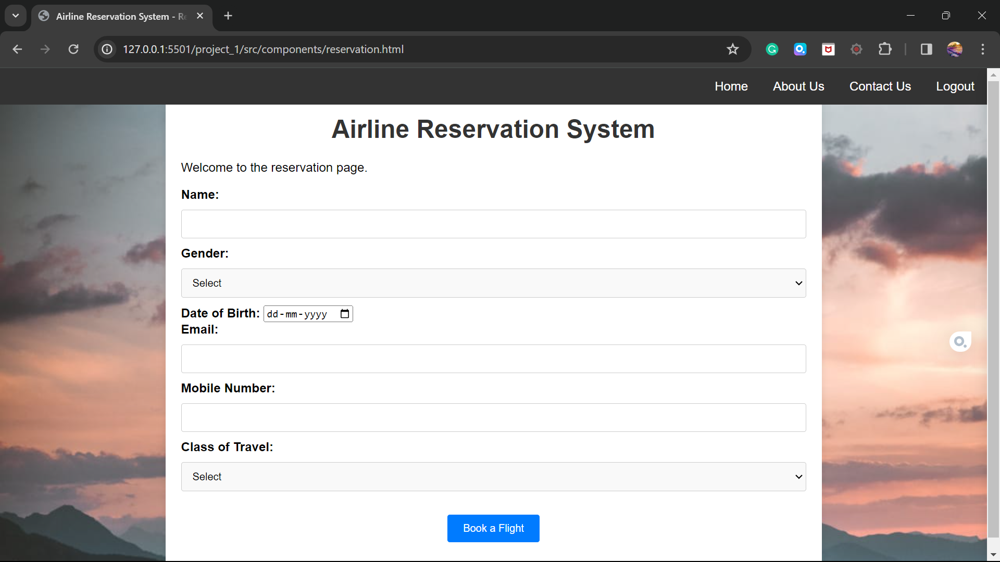 Airline Reservation System - Re
127.0.0.1:5501/project_1/src/components/reservation.html
Home About Us Contact Us Logout
Airline Reservation System
Welcome to the reservation page.
Name:
Gender:
Select
Date of Birth: dd-mm-yyyy
Email:
Mobile Number:
Class of Travel:
Select
Book a Flight